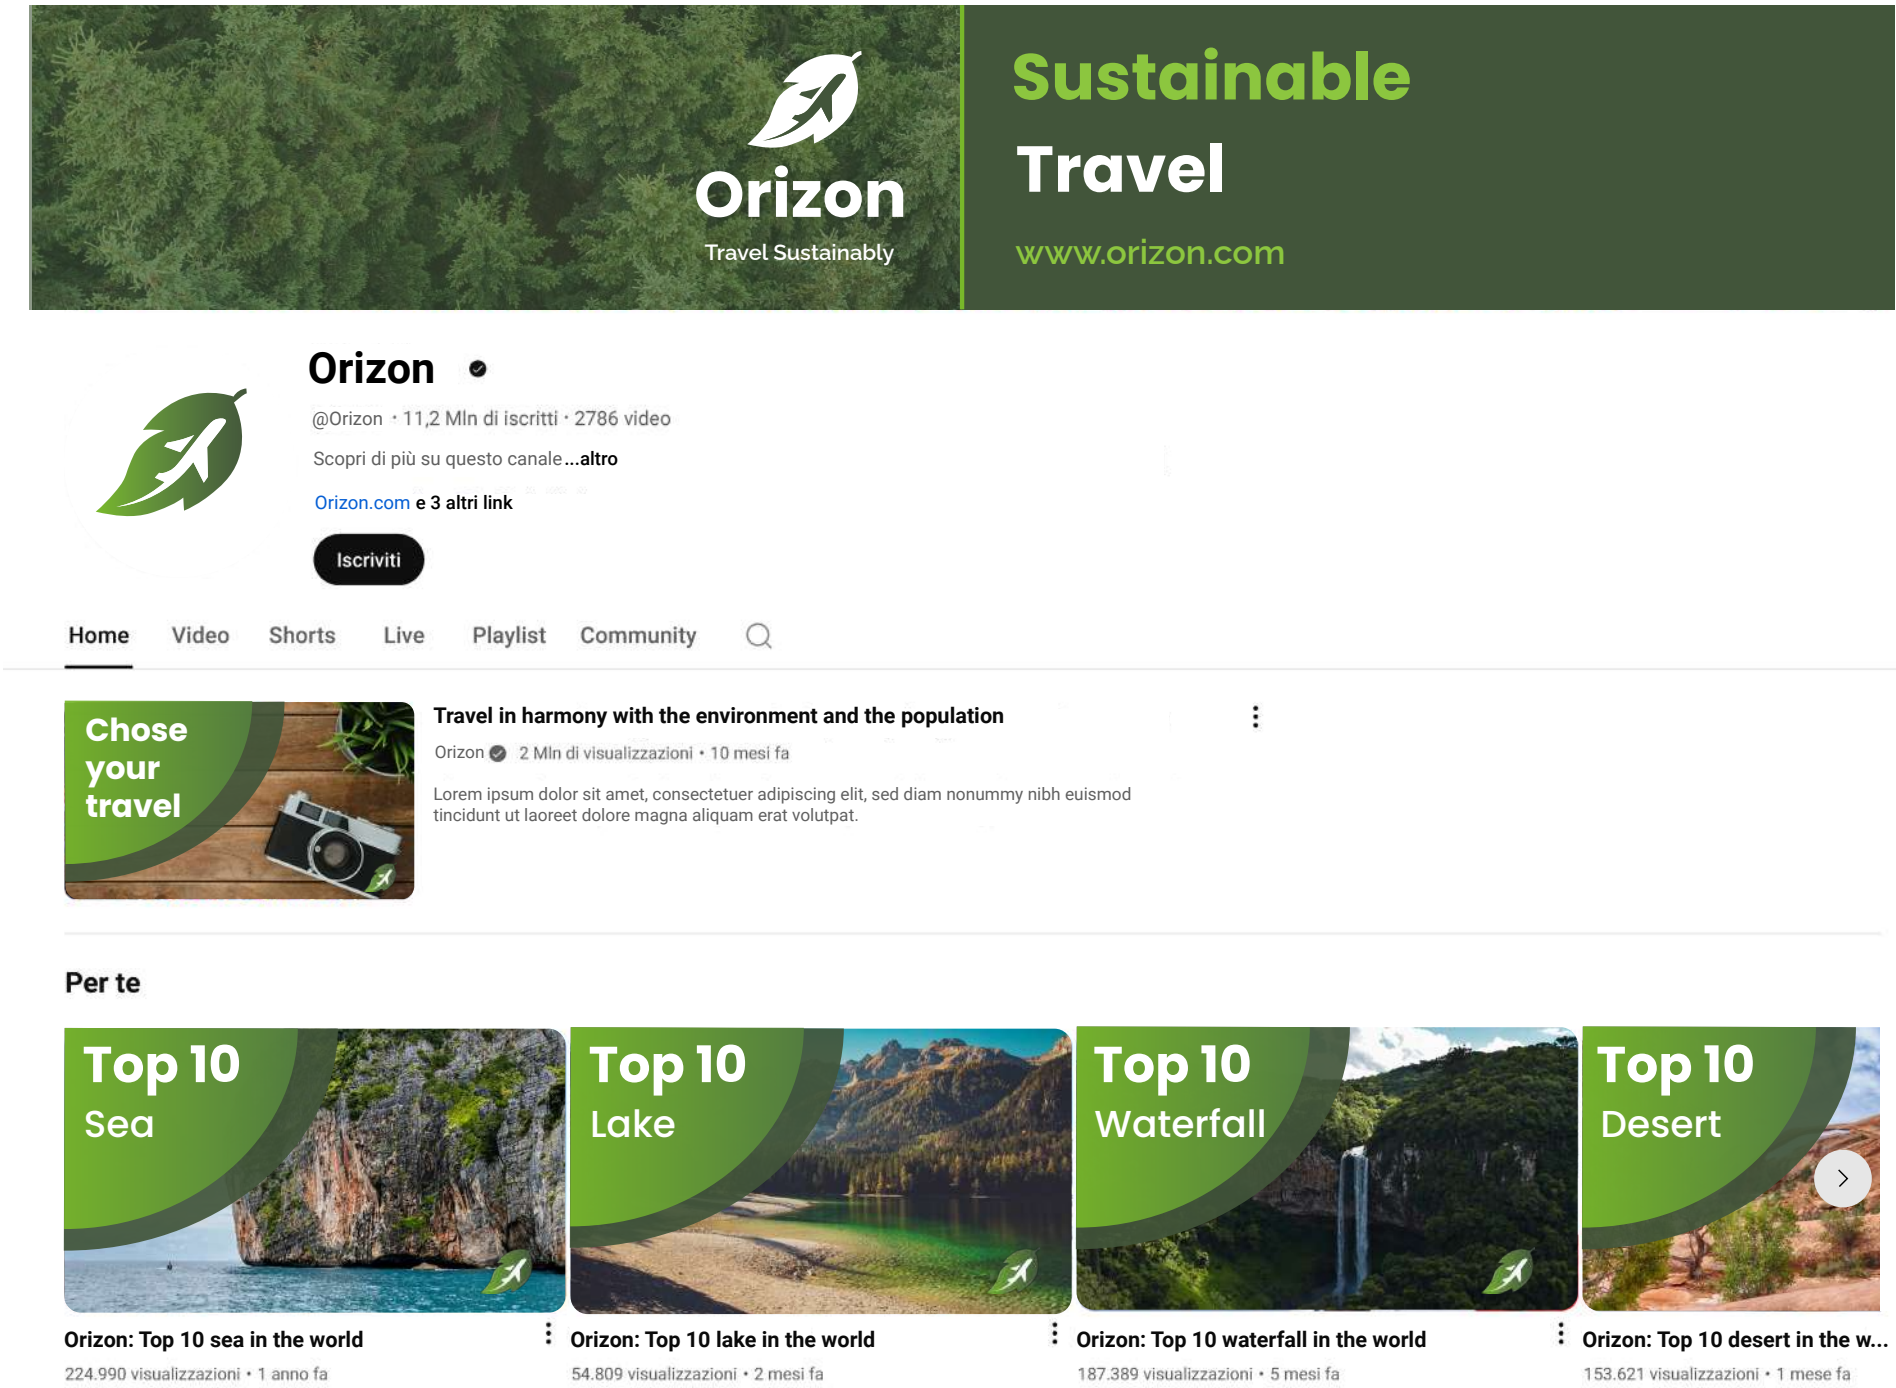 Orizon
Travel Sustainably
Sustainable
Travel
www.orizon.com
Orizon
@Orizon · 11,2 Mln di iscritti · 2786 video
Scopri di più su questo canale...altro
Orizon.com e 3 altri link
Iscriviti
Home Video Shorts Live Playlist Community
Chose
your
travel
Travel in harmony with the environment and the population
Orizon 2 Mln di visualizzazioni • 10 mesi fa
Lorem ipsum dolor sit amet, consectetuer adipiscing elit, sed diam nonummy nibh euismod
tincidunt ut laoreet dolore magna aliquam erat volutpat.
Per te
Top 10
Sea
Top 10
Lake
Top 10
Waterfall
Top 10
Desert
Orizon: Top 10 sea in the world
224.990 visualizzazioni • 1 anno fa
Orizon: Top 10 lake in the world
54.809 visualizzazioni • 2 mesi fa
Orizon: Top 10 waterfall in the world
187.389 visualizzazioni • 5 mesi fa
Orizon: Top 10 desert in the w...
153.621 visualizzazioni • 1 mese fa